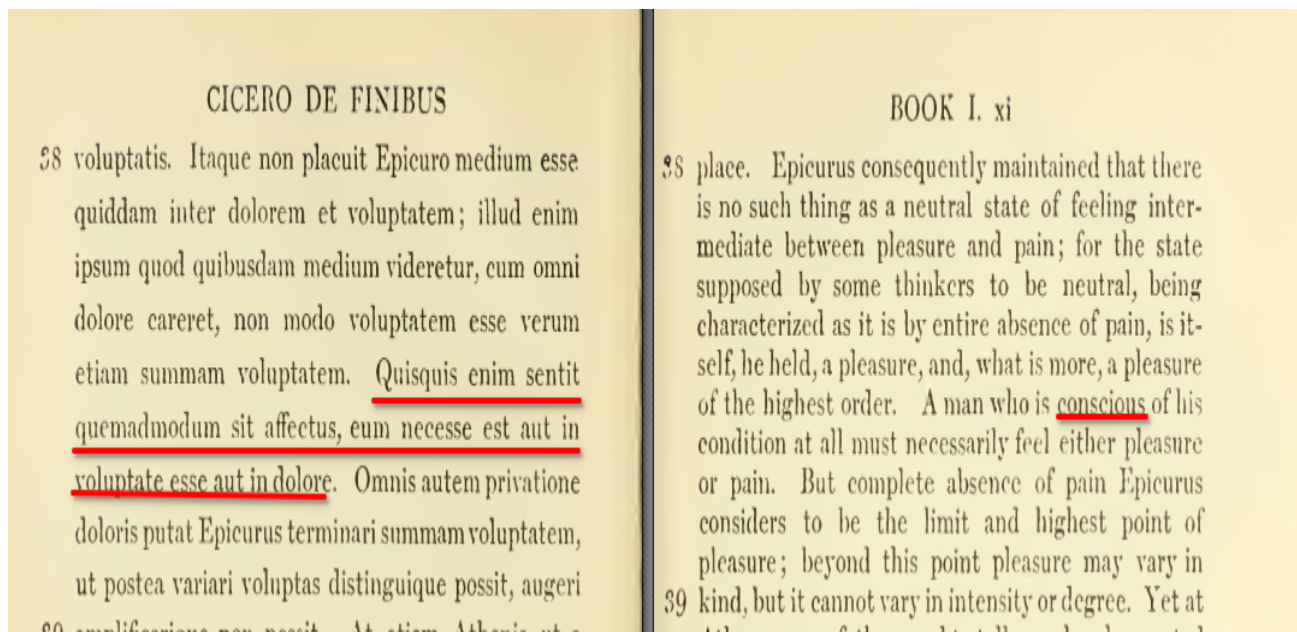 CICERO DE FINIBUS
38 voluptatis. Itaque non placuit Epicuro medium esse
quiddam inter dolorem et voluptatem; illud enim
ipsum quod quibusdam medium videretur, cum omni
dolore careret, non modo voluptatem esse verum
etiam summam voluptatem. Quisquis enim sentit
quemadmodum sit affectus, eum necesse est aut in
voluptate esse aut in dolore. Omnis autem privatione
doloris putat Epicurus terminari summam voluptatem,
ut postea variari voluptas distinguique possit, augeri
BOOK I. xi
38 place. Epicurus consequently maintained that there
is no such thing as a neutral state of feeling inter-
mediate between pleasure and pain; for the state
supposed by some thinkers to be neutral, being
characterized as it is by entire absence of pain, is it-
self, he held, a pleasure, and, what is more, a pleasure
of the highest order. A man who is conscious of his
condition at all must necessarily feel either pleasure
or pain. But complete absence of pain Epicurus
considers to be the limit and highest point of
pleasure; beyond this point pleasure may vary in
39 kind, but it cannot vary in intensity or degree. Yet at